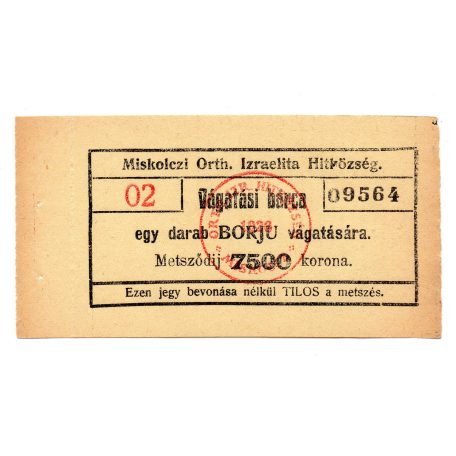 Miskolczi Orth. Izraelita Hitközség.
02 Vágatási bárca 09564
egy darab BORJU vágatására.
Metsződij 7500 korona.
Ezen jegy bevonása nélkül TILOS a metszés.